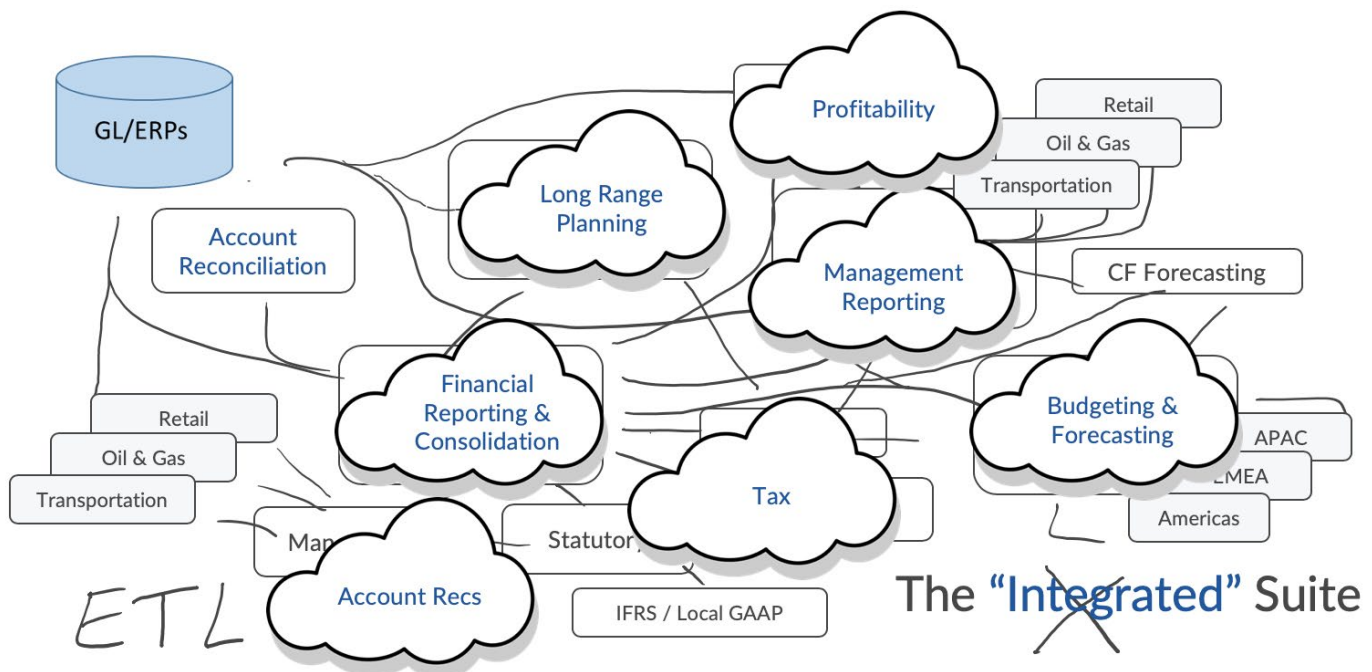 GL/ERPs
Profitability
Retail
Oil & Gas
Transportation
Long Range
Planning
Account
Reconciliation
Management
Reporting
CF Forecasting
Financial
Reporting &
Consolidation
Budgeting &
Forecasting
Retail
Oil & Gas
Transportation
APAC
EMEA
Americas
Tax
Man
Statutory
Account Recs
IFRS / Local GAAP
ETL
The “Integrated” Suite